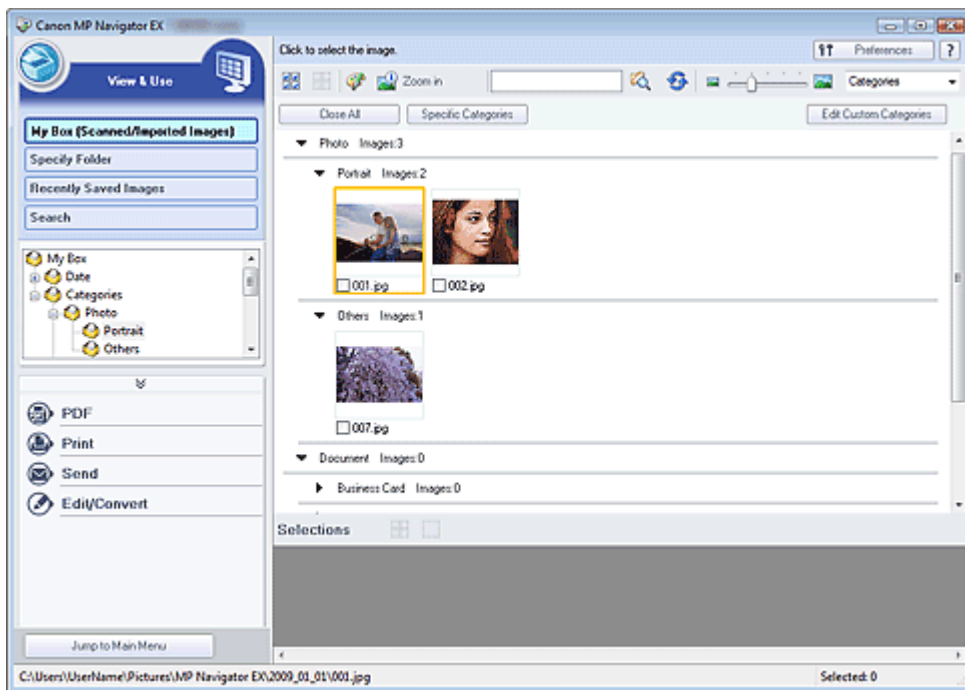 Canon MP Navigator EX
View & Use
My Box (Scanned/Imported Images)
Specify Folder
Recently Saved Images
Search
My Box
Date
Categories
Photo
Portrait
Others
PDF
Print
Send
Edit/Convert
Jump to Main Menu
Click to select the image.
Preferences
?
Zoom in
Categories
Close All
Specific Categories
Edit Custom Categories
Photo Images:3
Portrait Images:2
001.jpg
002.jpg
Others Images:1
007.jpg
Document Images:0
Business Card Images:0
Selections
C:\Users\UserName\Pictures\MP Navigator EX\2009_01_01\001.jpg
Selected: 0